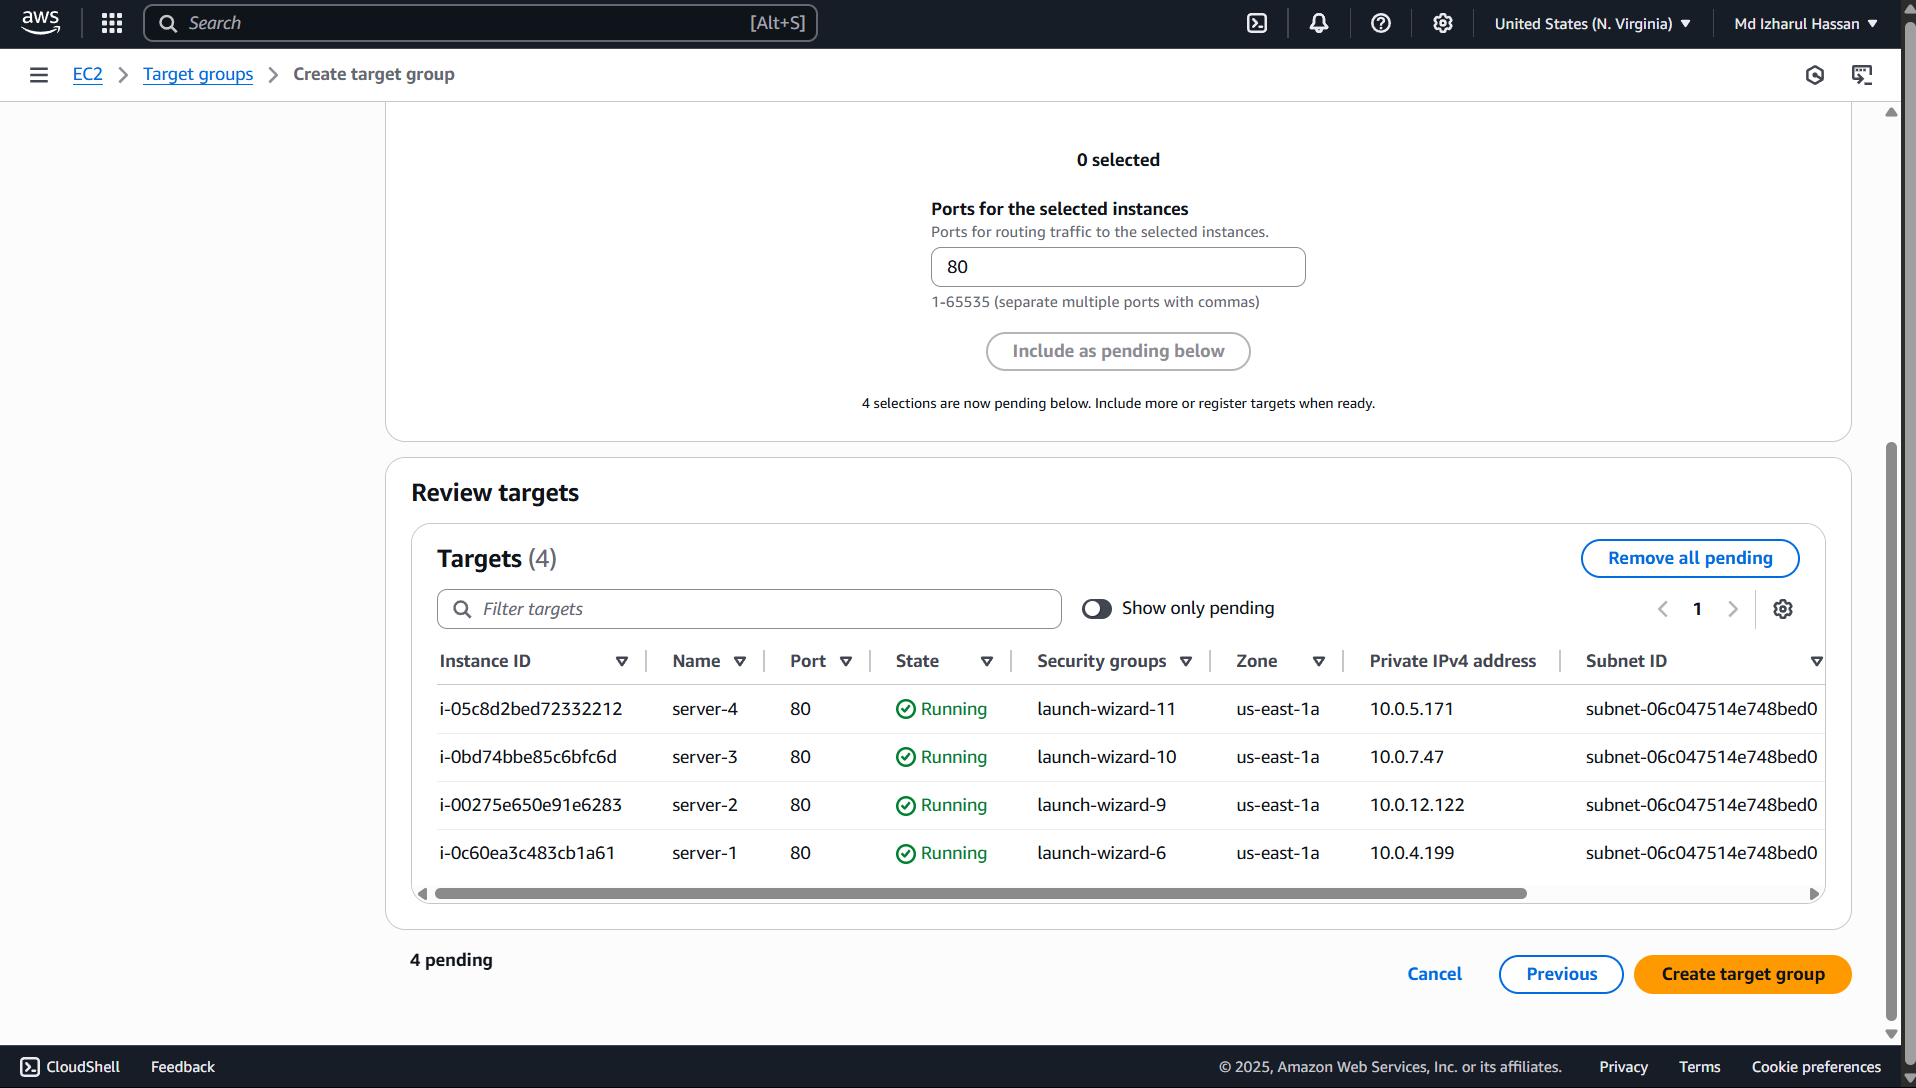 aws
Search [Alt+S] United States (N. Virginia) Md Izharul Hassan
EC2 Target groups Create target group
0 selected
Ports for the selected instances
Ports for routing traffic to the selected instances.
80
1-65535 (separate multiple ports with commas)
Include as pending below
4 selections are now pending below. Include more or register targets when ready.
Review targets
Targets (4) Remove all pending
Filter targets Show only pending 1
Instance ID Name Port State Security groups Zone Private IPv4 address Subnet ID
i-05c8d2bed72332212 server-4 80 Running launch-wizard-11 us-east-1a 10.0.5.171 subnet-06c047514e748bed0
i-0bd74bbe85c6bfc6d server-3 80 Running launch-wizard-10 us-east-1a 10.0.7.47 subnet-06c047514e748bed0
i-00275e650e91e6283 server-2 80 Running launch-wizard-9 us-east-1a 10.0.12.122 subnet-06c047514e748bed0
i-0c60ea3c483cb1a61 server-1 80 Running launch-wizard-6 us-east-1a 10.0.4.199 subnet-06c047514e748bed0
4 pending
Cancel Previous Create target group
CloudShell Feedback © 2025, Amazon Web Services, Inc. or its affiliates. Privacy Terms Cookie preferences